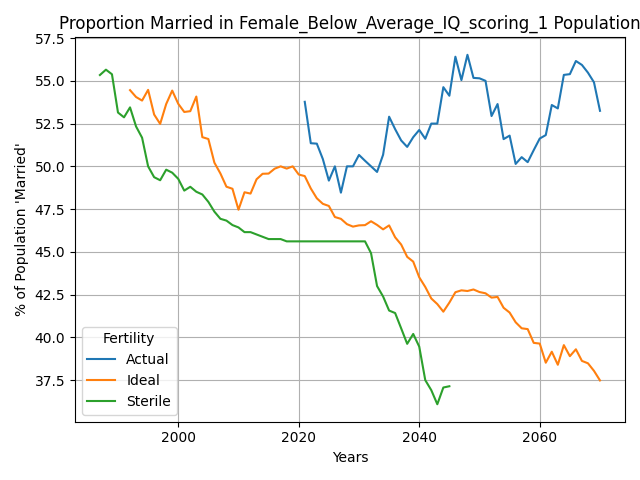 Proportion Married in Female_Below_Average_IQ_scoring_1 Population
57.5
55.0
52.5
50.0
47.5
45.0
42.5
40.0
37.5
% of Population 'Married'
Fertility
Actual
Ideal
Sterile
2000
2020
2040
2060
Years